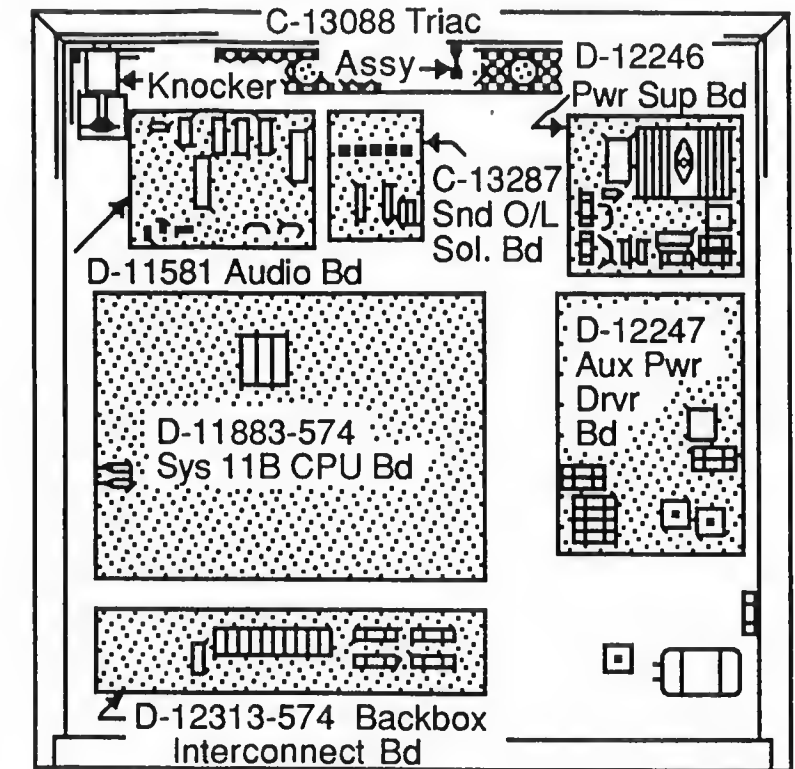 C-13088 Triac
Assy
Knocker
D-12246
Pwr Sup Bd
C-13287
Snd O/L
Sol. Bd
D-11581 Audio Bd
D-12247
Aux Pwr
Drvr
Bd
D-11883-574
Sys 11B CPU Bd
D-12313-574 Backbox
Interconnect Bd